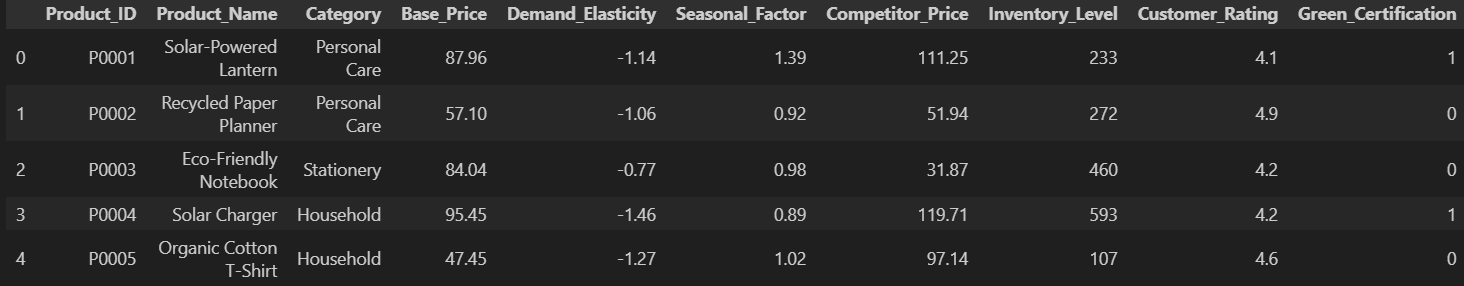 Product_ID Product_Name Category Base_Price Demand_Elasticity Seasonal_Factor Competitor_Price Inventory_Level Customer_Rating Green_Certification
0 P0001 Solar-Powered Lantern Personal Care 87.96 -1.14 1.39 111.25 233 4.1 1
1 P0002 Recycled Paper Planner Personal Care 57.10 -1.06 0.92 51.94 272 4.9 0
2 P0003 Eco-Friendly Notebook Stationery 84.04 -0.77 0.98 31.87 460 4.2 0
3 P0004 Solar Charger Household 95.45 -1.46 0.89 119.71 593 4.2 1
4 P0005 Organic Cotton T-Shirt Household 47.45 -1.27 1.02 97.14 107 4.6 0